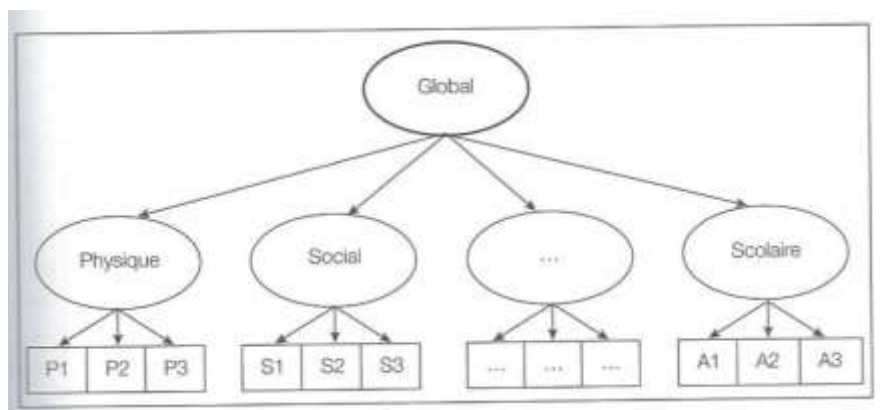 Global
Physique Social ... Scolaire
P1 P2 P3 S1 S2 S3 ... ... ... A1 A2 A3